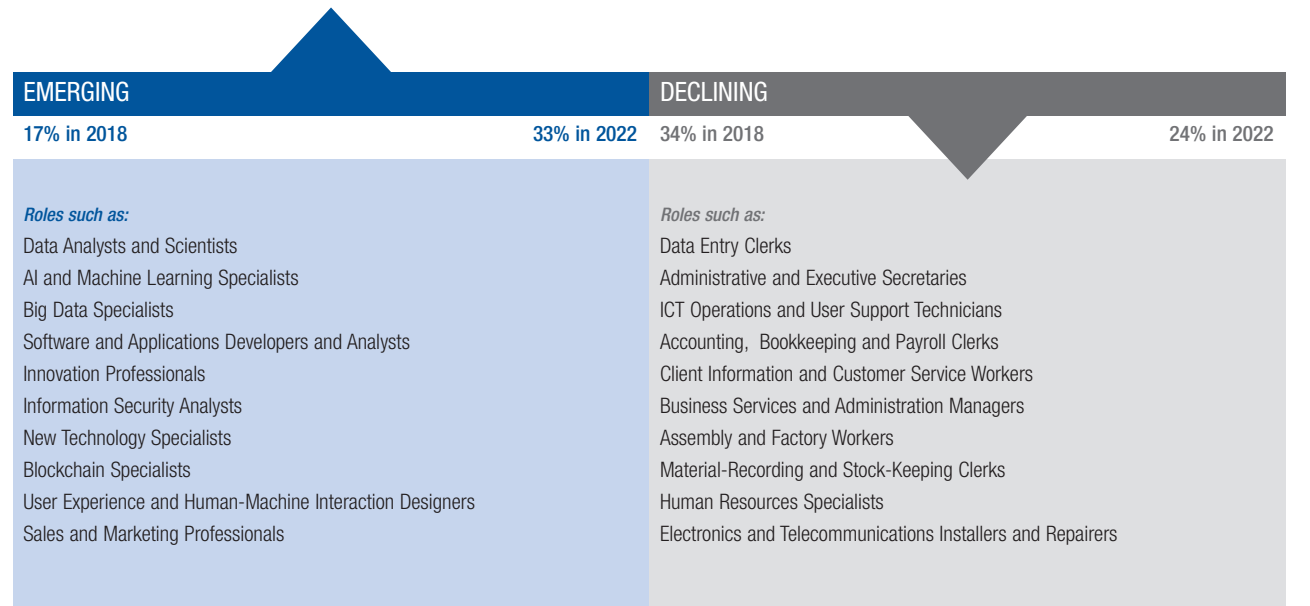 EMERGING
17% in 2018 33% in 2022
Roles such as:
Data Analysts and Scientists
AI and Machine Learning Specialists
Big Data Specialists
Software and Applications Developers and Analysts
Innovation Professionals
Information Security Analysts
New Technology Specialists
Blockchain Specialists
User Experience and Human-Machine Interaction Designers
Sales and Marketing Professionals
DECLINING
34% in 2018 24% in 2022
Roles such as:
Data Entry Clerks
Administrative and Executive Secretaries
ICT Operations and User Support Technicians
Accounting, Bookkeeping and Payroll Clerks
Client Information and Customer Service Workers
Business Services and Administration Managers
Assembly and Factory Workers
Material-Recording and Stock-Keeping Clerks
Human Resources Specialists
Electronics and Telecommunications Installers and Repairers